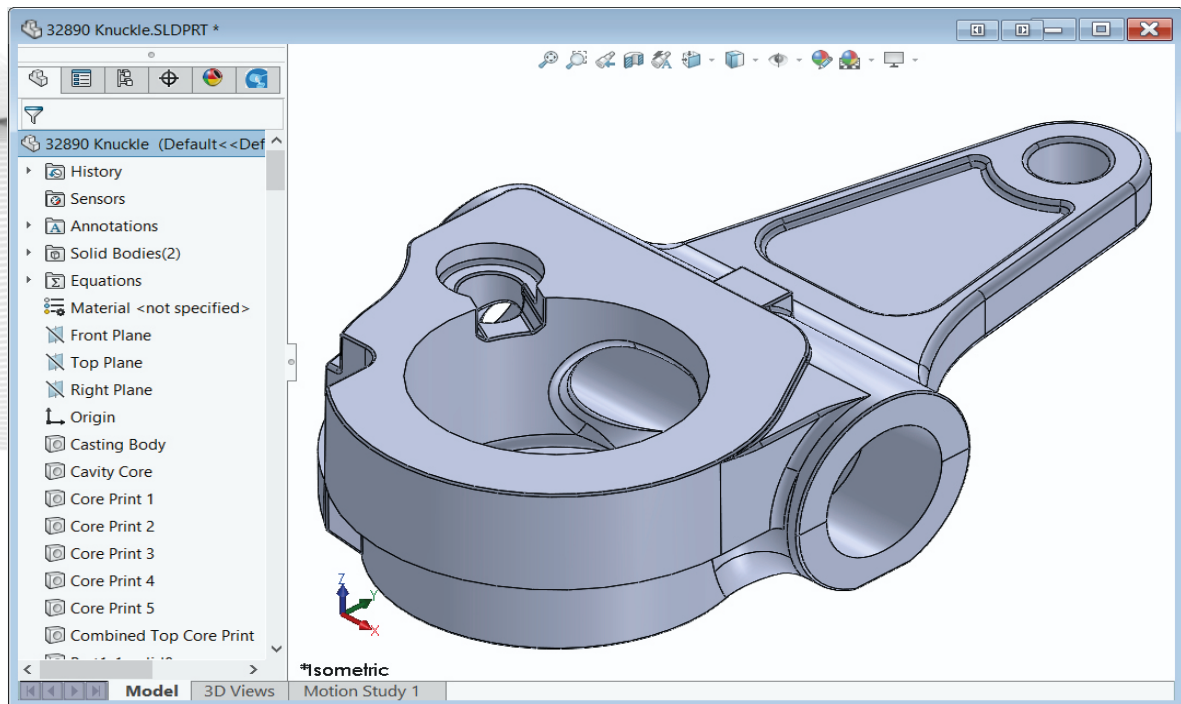 32890 Knuckle.SLDPRT *
32890 Knuckle (Default<<Def
History
Sensors
A Annotations
Solid Bodies(2)
Σ Equations
Material <not specified>
Front Plane
Top Plane
Right Plane
Origin
Casting Body
Cavity Core
Core Print 1
Core Print 2
Core Print 3
Core Print 4
Core Print 5
Combined Top Core Print
Z
Y
X
*Isometric
Model 3D Views Motion Study 1